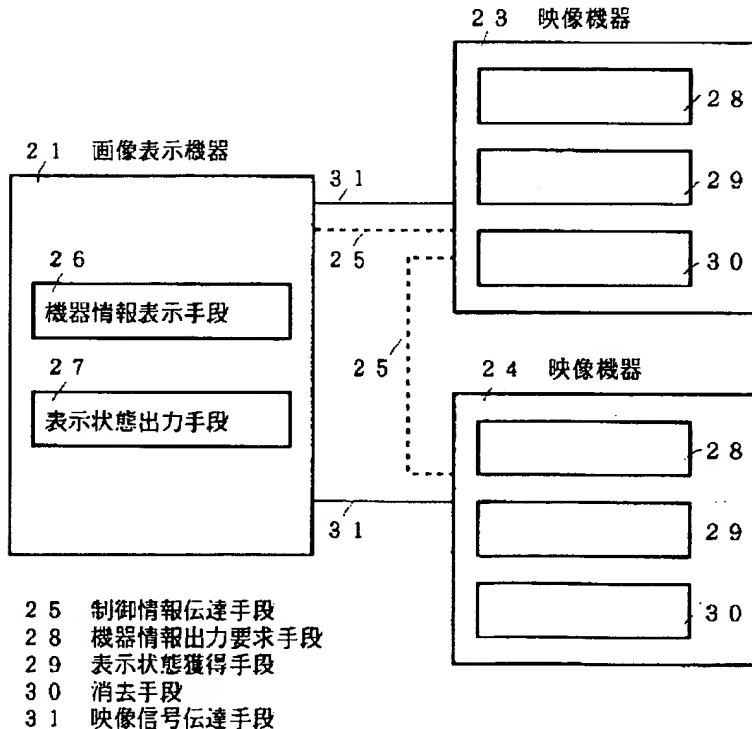 23 映像機器
28
29
30
21 画像表示機器
31
25
26
機器情報表示手段
27
表示状態出力手段
25
24 映像機器
28
29
30
31
25 制御情報伝達手段
28 機器情報出力要求手段
29 表示状態獲得手段
30 消去手段
31 映像信号伝達手段